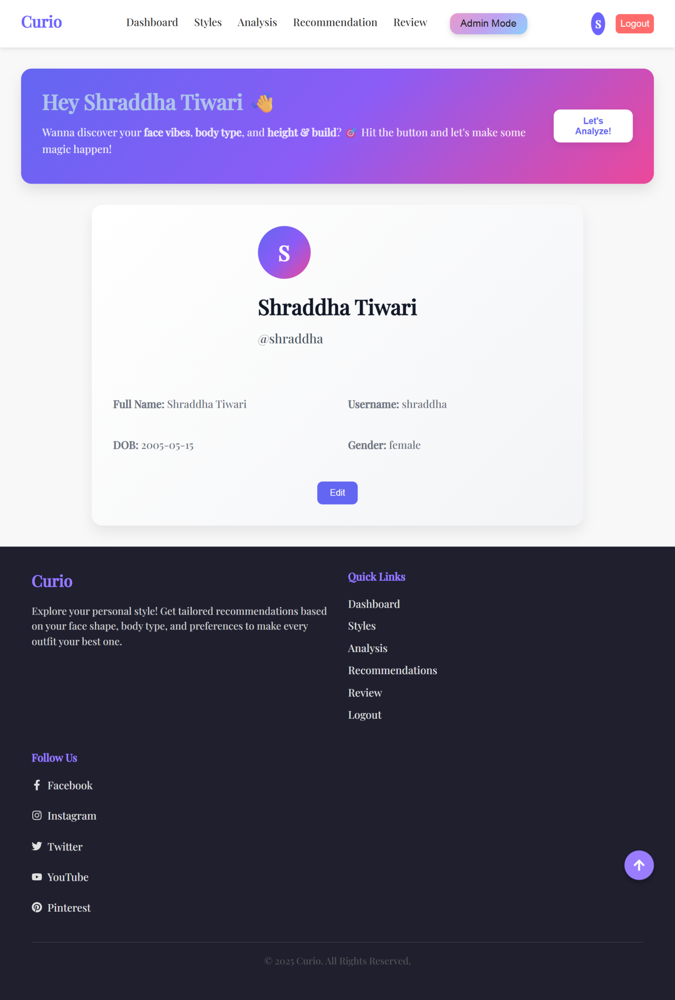 Curio
Dashboard Styles Analysis Recommendation Review Admin Mode S Logout
Hey Shraddha Tiwari 👋
Wanna discover your face vibes, body type, and height & build? 🎯 Hit the button and let's make some
magic happen!
Let's
Analyze!
S
Shraddha Tiwari
@shraddha
Full Name: Shraddha Tiwari
Username: shraddha
DOB: 2005-05-15
Gender: female
Edit
Curio
Explore your personal style! Get tailored recommendations based
on your face shape, body type, and preferences to make every
outfit your best one.
Quick Links
Dashboard
Styles
Analysis
Recommendations
Review
Logout
Follow Us
Facebook
Instagram
Twitter
YouTube
Pinterest
© 2025 Curio. All Rights Reserved.